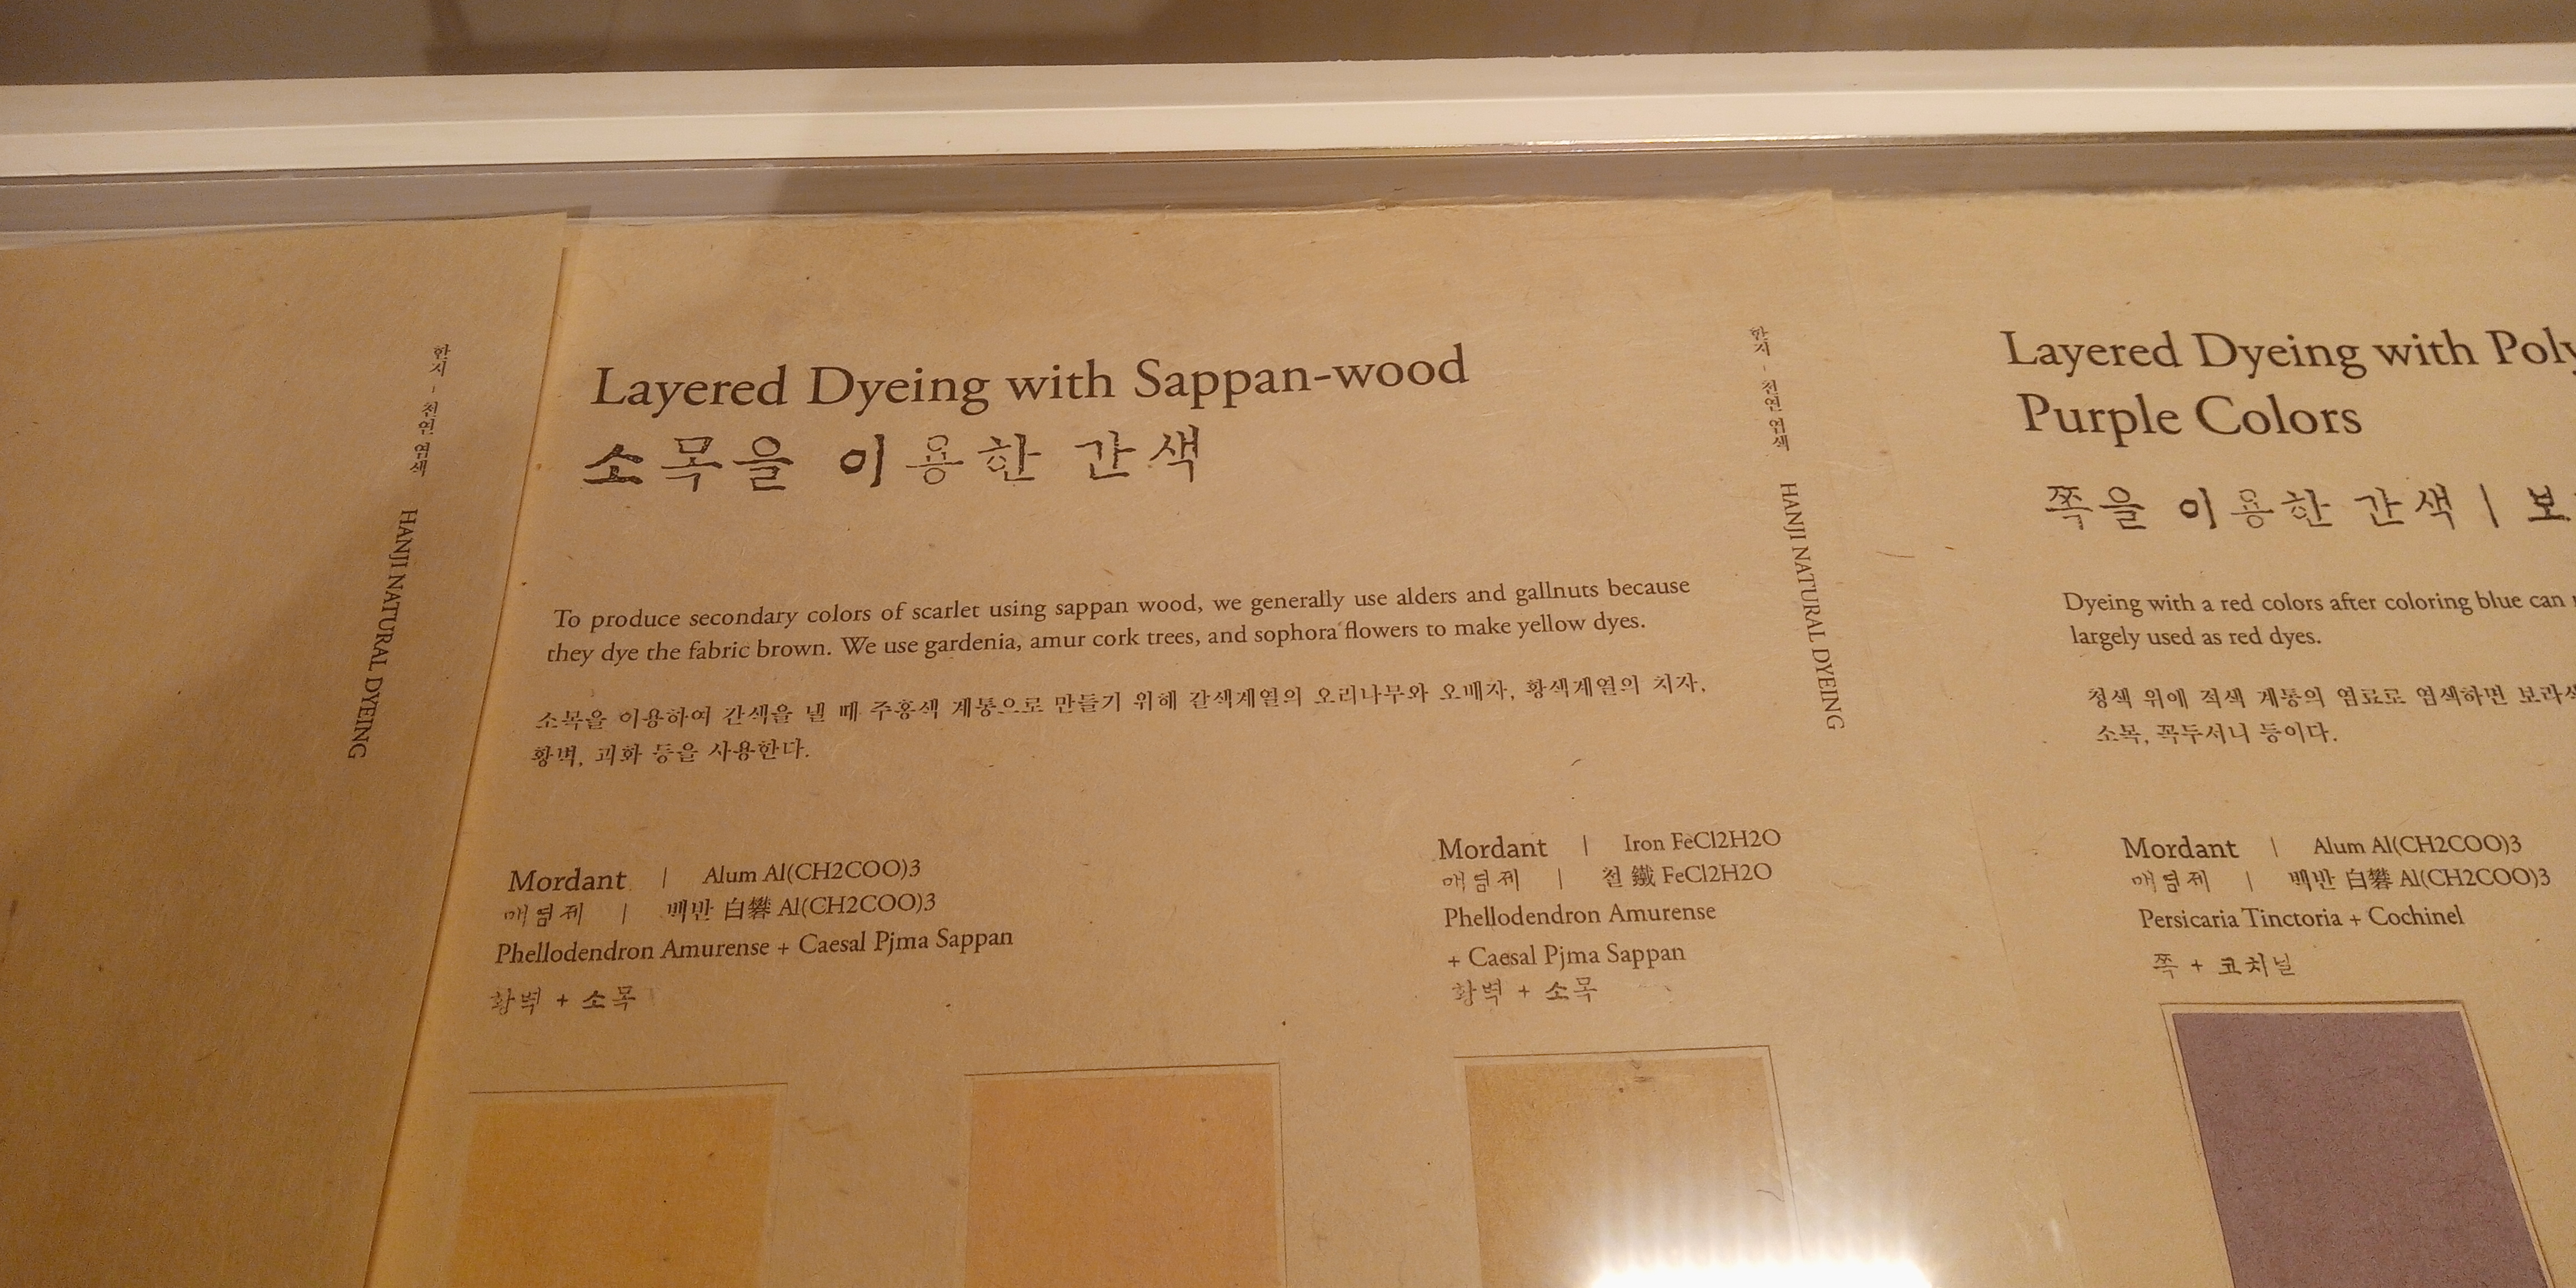 한지 - 천연 염색 HANJI NATURAL DYEING
Layered Dyeing with Sappan-wood
소목을 이용한 간색
To produce secondary colors of scarlet using sappan wood, we generally use alders and gallnuts because
they dye the fabric brown. We use gardenia, amur cork trees, and sophora flowers to make yellow dyes.
소목을 이용하여 간색을 낼 때 주홍색 계통으로 만들기 위해 갈색계열의 오리나무와 오배자, 황색계열의 치자,
황벽, 괴화 등을 사용한다.
Mordant | Alum Al(CH2COO)3
매염제 | 백반 白礬 Al(CH2COO)3
Phellodendron Amurense + Caesal Pjma Sappan
황벽 + 소목
Mordant | Iron FeCl2H2O
매염제 | 철 鐵 FeCl2H2O
Phellodendron Amurense
+ Caesal Pjma Sappan
황벽 + 소목
한지 - 천연 염색 HANJI NATURAL DYEING
Layered Dyeing with
Purple Colors
쪽을 이용한 간색 |
Dyeing with a red colors after coloring blue can
largely used as red dyes.
청색 위에 적색 계통의 염료로 염색하면
소목, 꼭두서니 등이다.
Mordant | Alum Al(CH2COO)3
매염제 | 백반 白礬 Al(CH2COO)3
Persicaria Tinctoria + Cochinel
쪽 + 코치닐